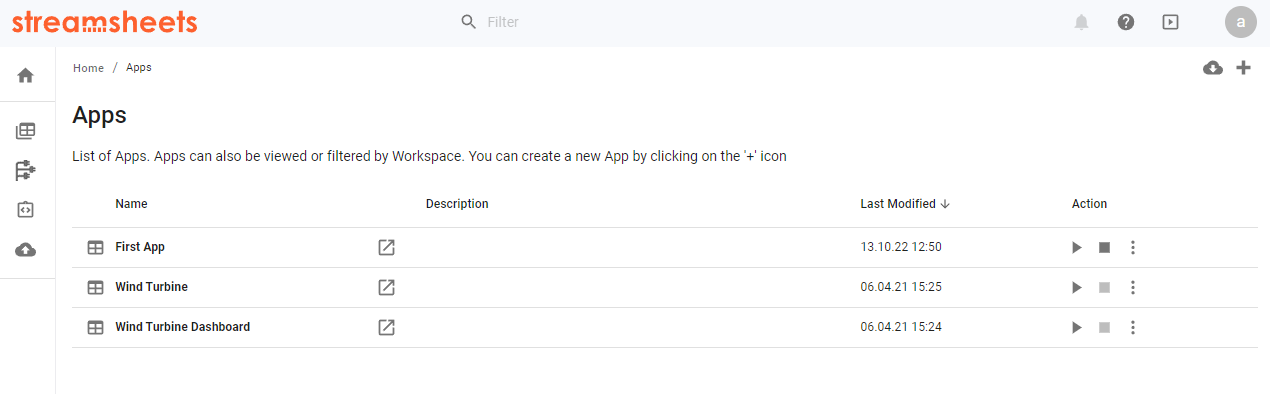 streamsheets Filter a
Home / Apps
Apps
List of Apps. Apps can also be viewed or filtered by Workspace. You can create a new App by clicking on the '+' icon
Name Description Last Modified Action
First App 13.10.22 12:50
Wind Turbine 06.04.21 15:25
Wind Turbine Dashboard 06.04.21 15:24